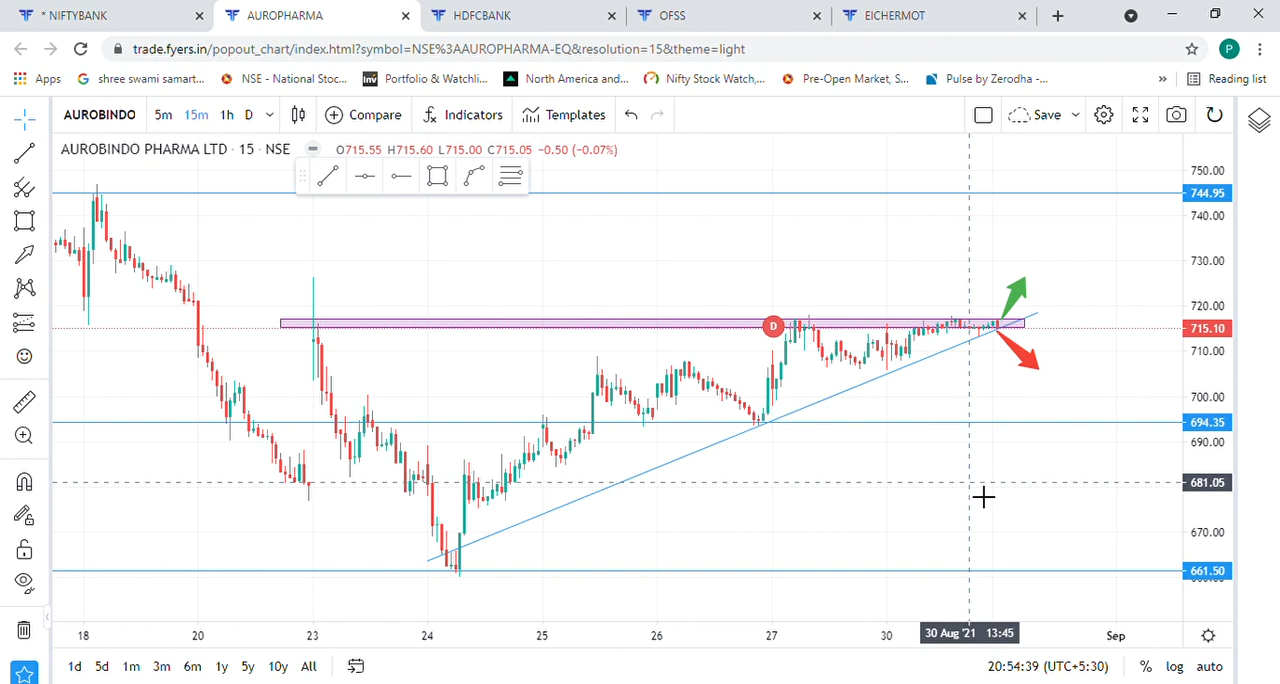 * NIFTYBANK AUROPHARMA HDFCBANK OFSS EICHERMOT
trade.fyers.in/popout_chart/index.html?symbol=NSE%3AAUROPHARMA-EQ&resolution=15&theme=light P
Apps shree swami samart... NSE - National Stoc... Inv Portfolio & Watchli... North America and... Nifty Stock Watch,... Pre-Open Market, S... Pulse by Zerodha -... » Reading list
AUROBINDO 5m 15m 1h D Compare Indicators Templates Save
AUROBINDO PHARMA LTD · 15 · NSE O715.55 H715.60 L715.00 C715.05 -0.50 (-0.07%)
750.00
744.95
740.00
730.00
720.00
D
715.10
710.00
700.00
694.35
690.00
681.05
670.00
661.50
18 20 23 24 25 26 27 30 30 Aug '21 13:45 Sep
1d 5d 1m 3m 6m 1y 5y 10y All 20:54:39 (UTC+5:30) % log auto